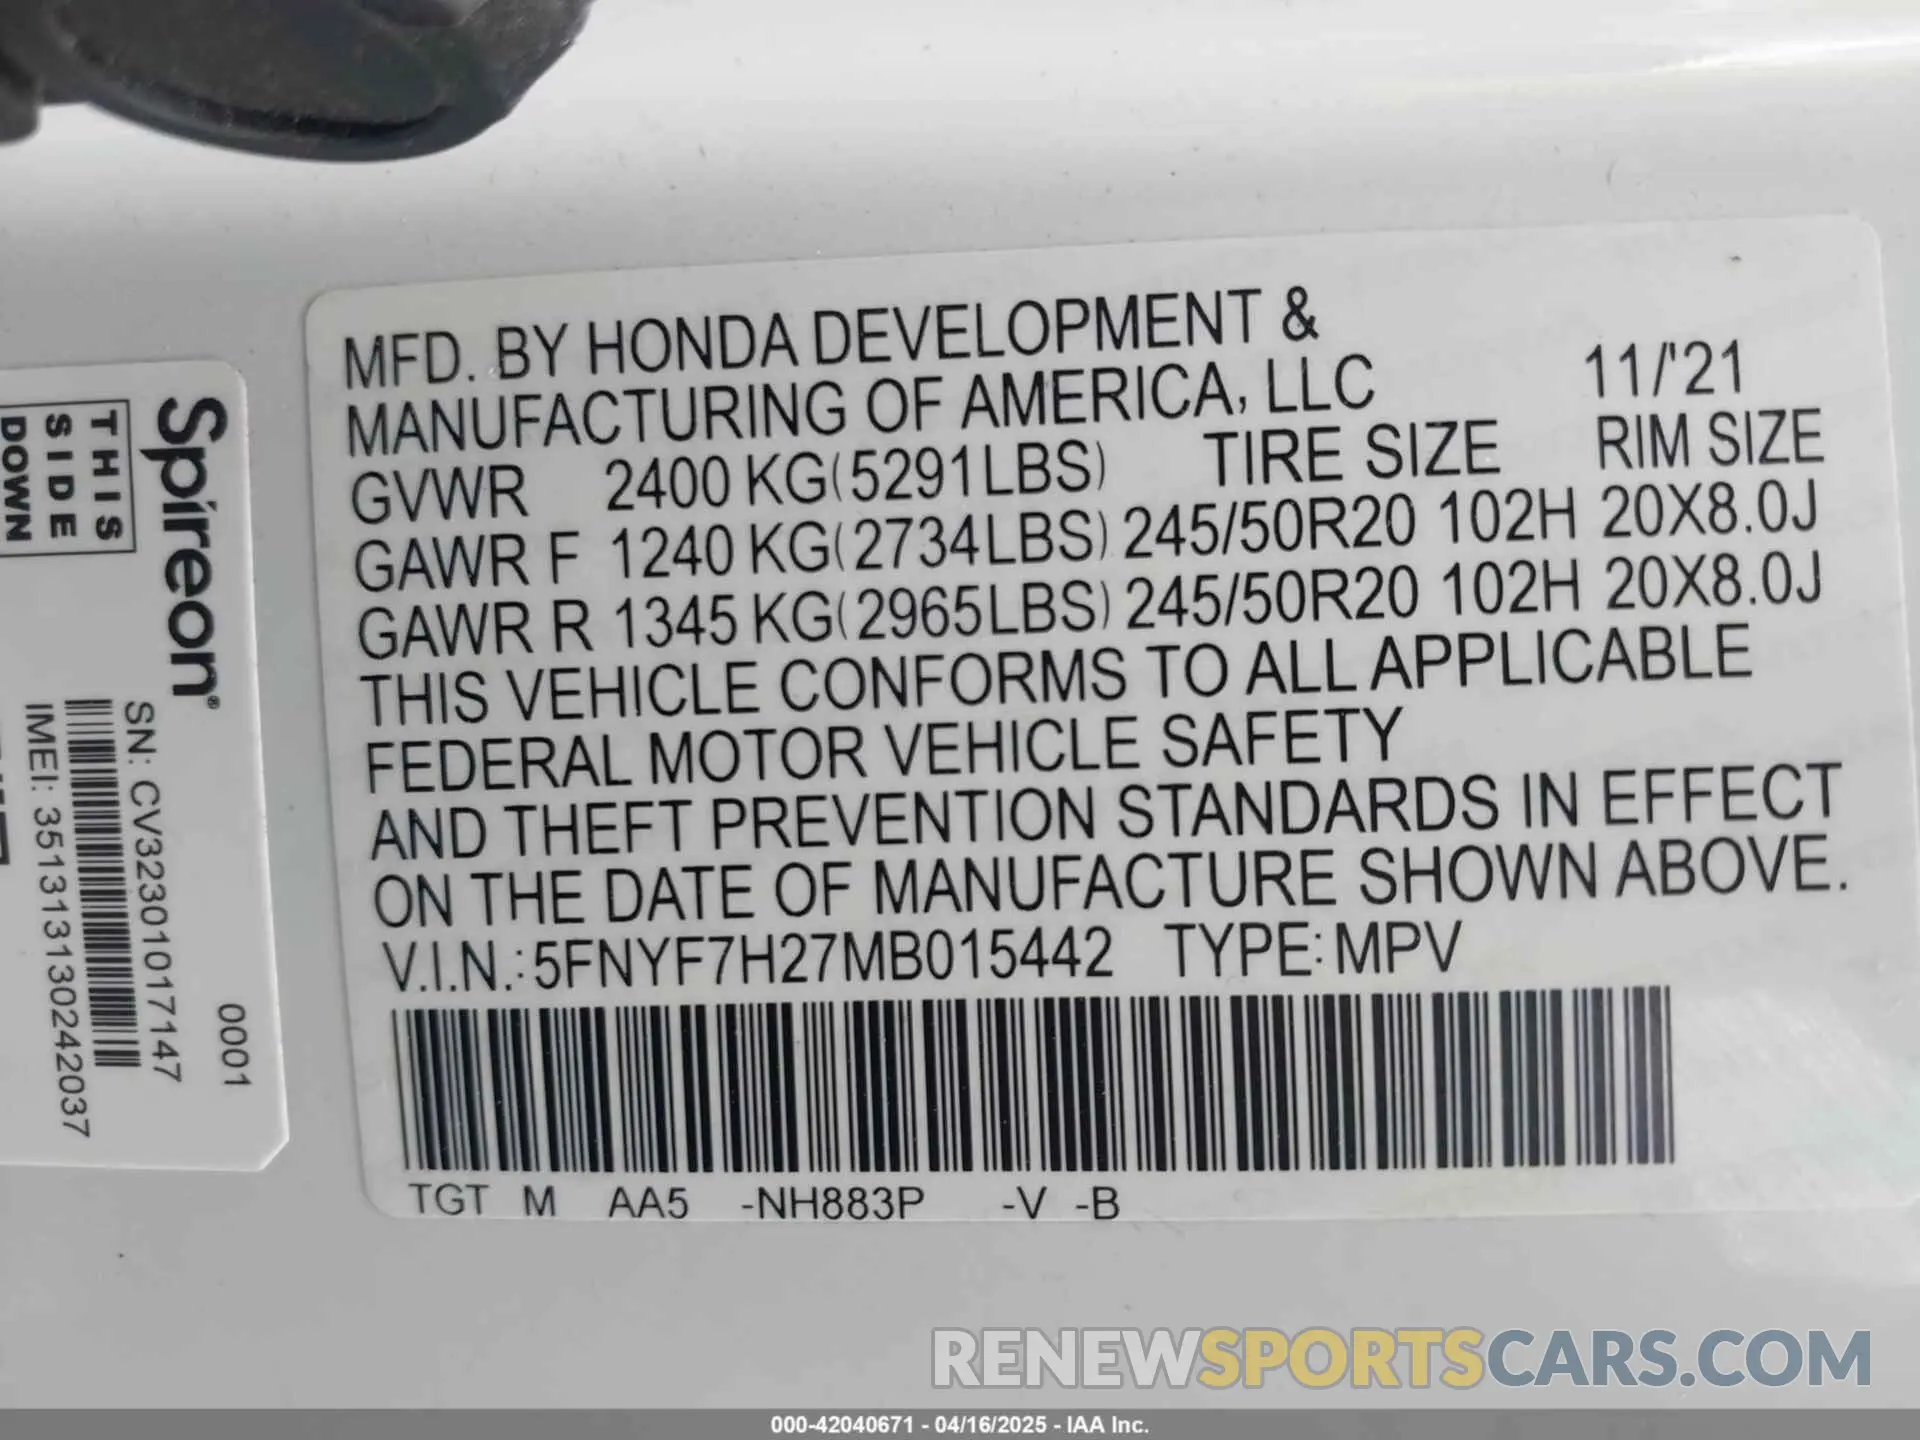 MFD. BY HONDA DEVELOPMENT &
MANUFACTURING OF AMERICA, LLC 11/'21
GVWR 2400 KG(5291LBS) TIRE SIZE RIM SIZE
GAWR F 1240 KG(2734LBS) 245/50R20 102H 20X8.0J
GAWR R 1345 KG(2965LBS) 245/50R20 102H 20X8.0J
THIS VEHICLE CONFORMS TO ALL APPLICABLE
FEDERAL MOTOR VEHICLE SAFETY
AND THEFT PREVENTION STANDARDS IN EFFECT
ON THE DATE OF MANUFACTURE SHOWN ABOVE.
V.I.N.: 5FNYF7H27MB015442 TYPE: MPV
TGT M AA5 -NH883P -V -B
Spireon®
THIS
SIDE
DOWN
SN: CV32301017147
IMEI: 351313130242037
0001
RENEWSPORTSCARS.COM
000-42040671 - 04/16/2025 - IAA Inc.